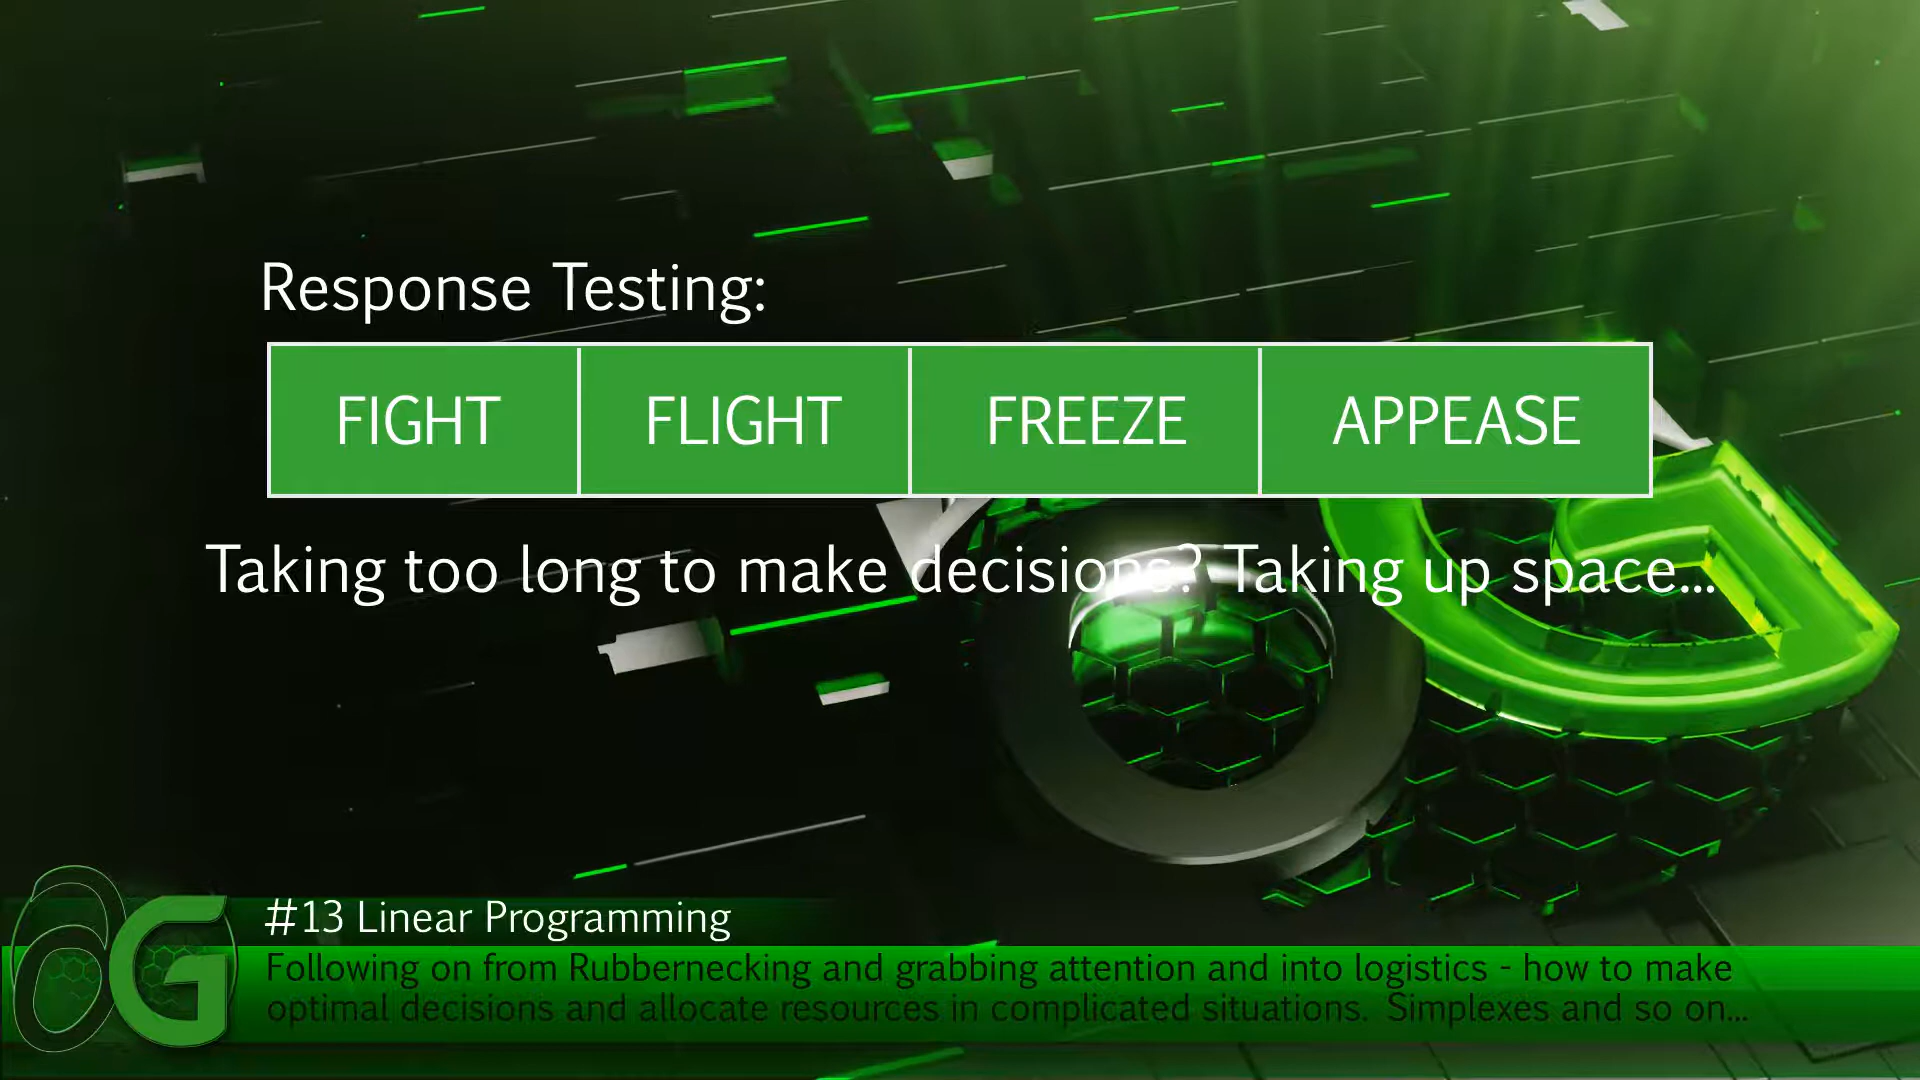 Response Testing:
FIGHT FLIGHT FREEZE APPEASE
Taking too long to make decisions? Taking up space...
#13 Linear Programming
Following on from Rubbernecking and grabbing attention and into logistics - how to make
optimal decisions and allocate resources in complicated situations. Simplexes and so on...
6G